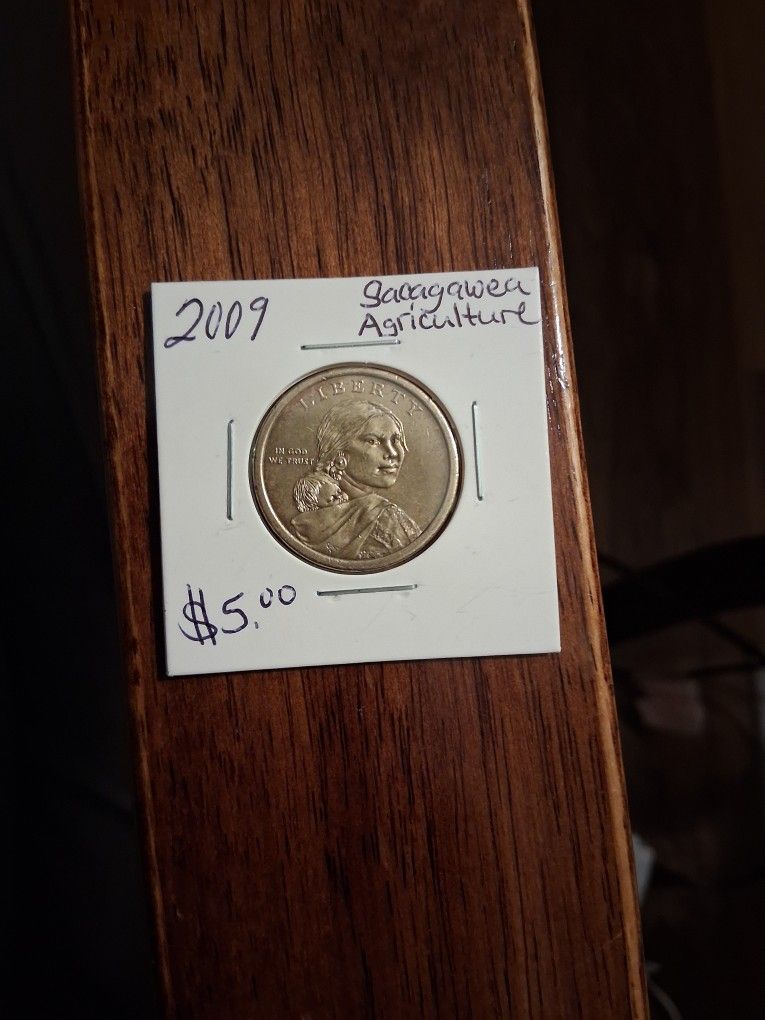 2009
Sacagawea
Agriculture
LIBERTY
IN GOD
WE TRUST
$5.00